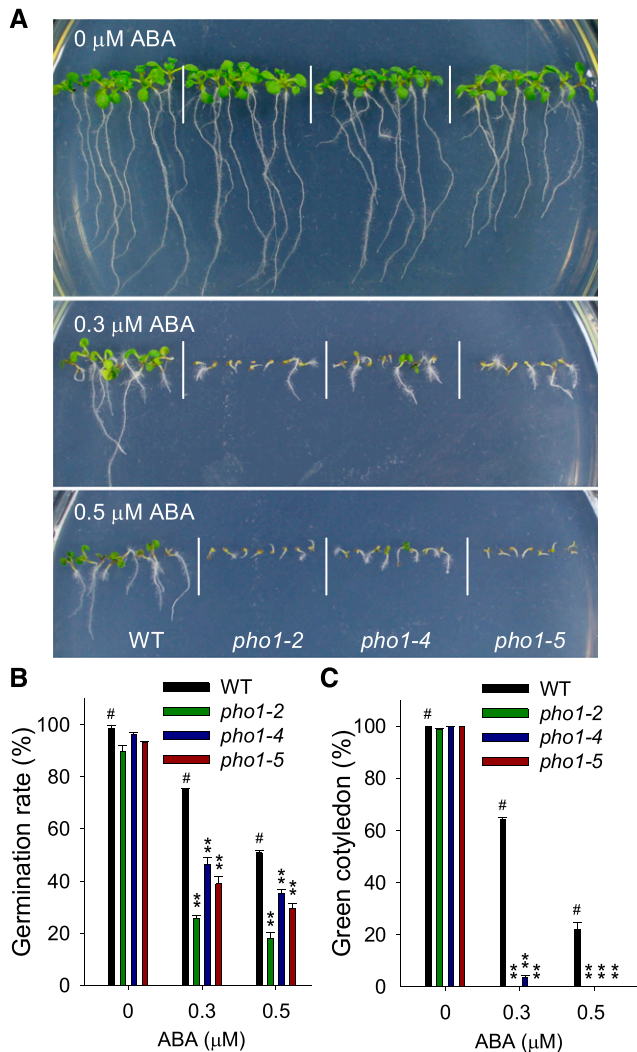 A
0 μM ABA
0.3 μM ABA
0.5 μM ABA
WT pho1-2 pho1-4 pho1-5
B
WT
pho1-2
pho1-4
pho1-5
Germination rate (%)
100
80
60
40
20
0
#
#
**
**
**
#
**
**
**
0 0.3 0.5
ABA (μM)
C
WT
pho1-2
pho1-4
pho1-5
Green cotyledon (%)
100
80
60
40
20
0
#
#
**
**
**
#
**
**
**
0 0.3 0.5
ABA (μM)